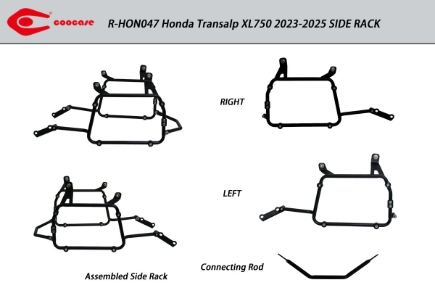 coocase
R-HON047 Honda Transalp XL750 2023-2025 SIDE RACK
RIGHT
LEFT
Connecting Rod
Assembled Side Rack